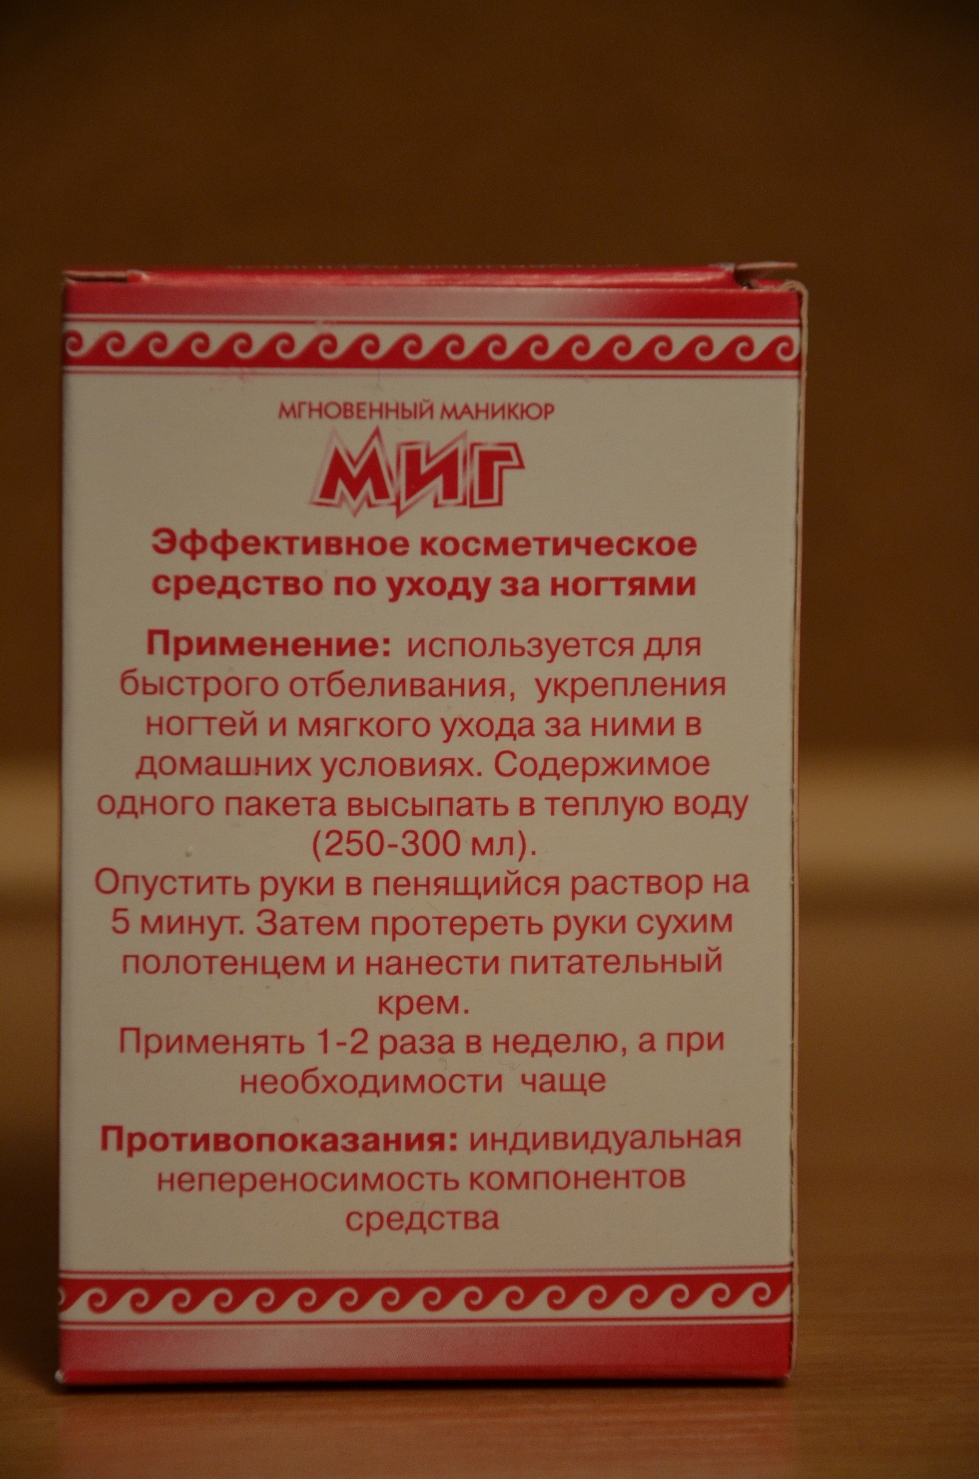 МГНОВЕННЫЙ МАНИКЮР
МИГ
Эффективное косметическое
средство по уходу за ногтями
Применение: используется для
быстрого отбеливания, укрепления
ногтей и мягкого ухода за ними в
домашних условиях. Содержимое
одного пакета высыпать в теплую воду
(250-300 мл).
Опустить руки в пенящийся раствор на
5 минут. Затем протереть руки сухим
полотенцем и нанести питательный
крем.
Применять 1-2 раза в неделю, а при
необходимости чаще
Противопоказания: индивидуальная
непереносимость компонентов
средства